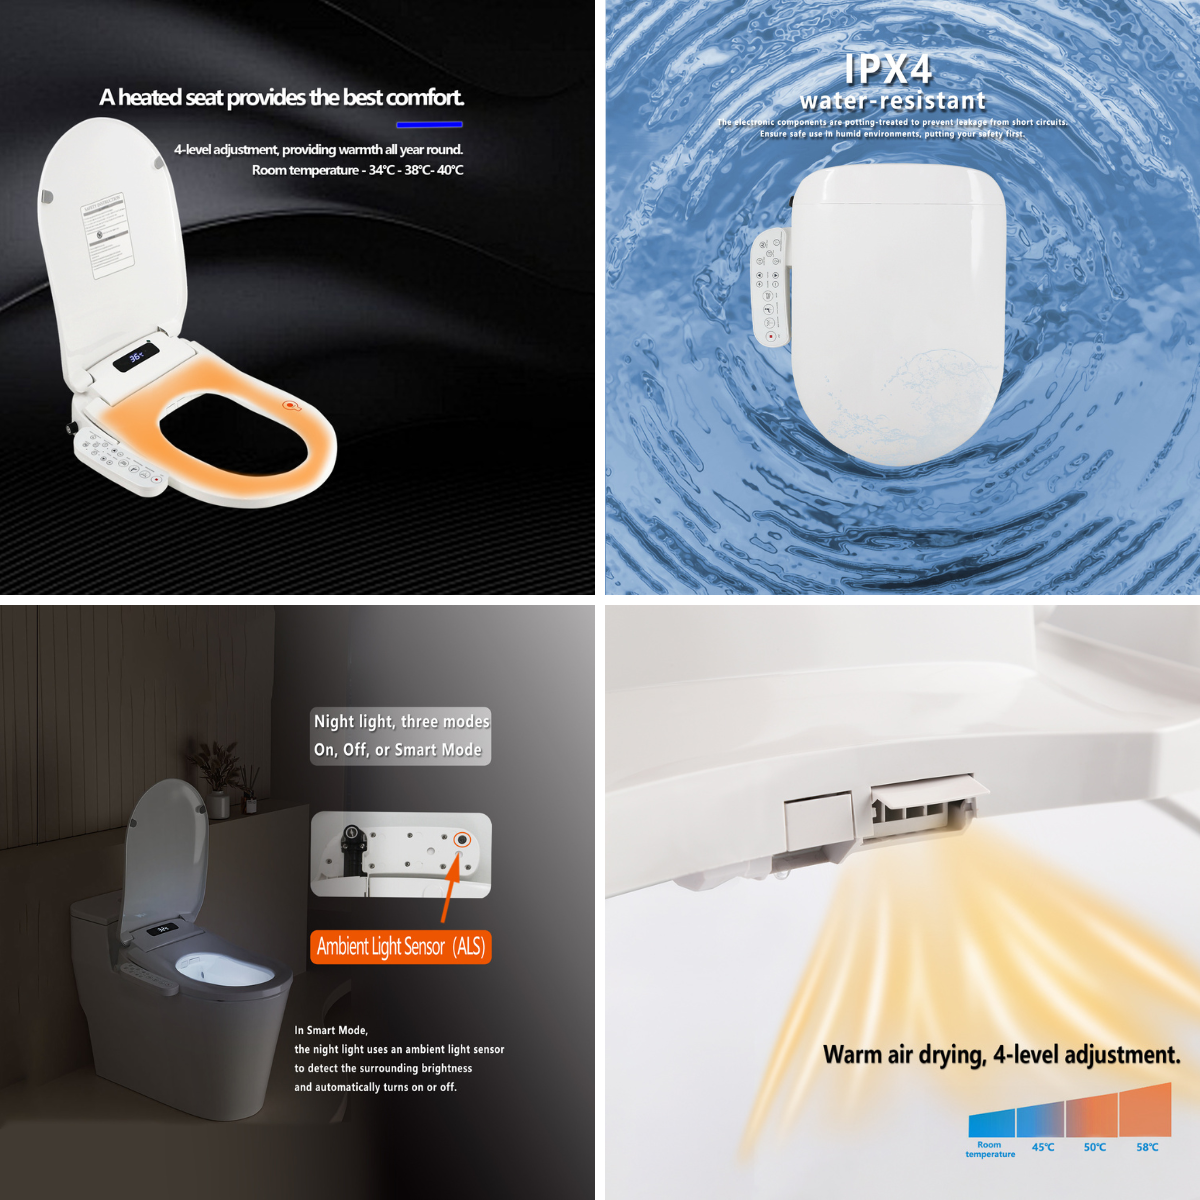 A heated seat provides the best comfort.
4-level adjustment, providing warmth all year round.
Room temperature - 34℃ - 38℃- 40℃
36℃
IPX4
water-resistant
The electronic components are potting-treated to prevent leakage from short circuits.
Ensure safe use in humid environments, putting your safety first.
Night light, three modes
On, Off, or Smart Mode
Ambient Light Sensor (ALS)
In Smart Mode,
the night light uses an ambient light sensor
to detect the surrounding brightness
and automatically turns on or off.
Warm air drying, 4-level adjustment.
Room
temperature
45℃
50℃
58℃